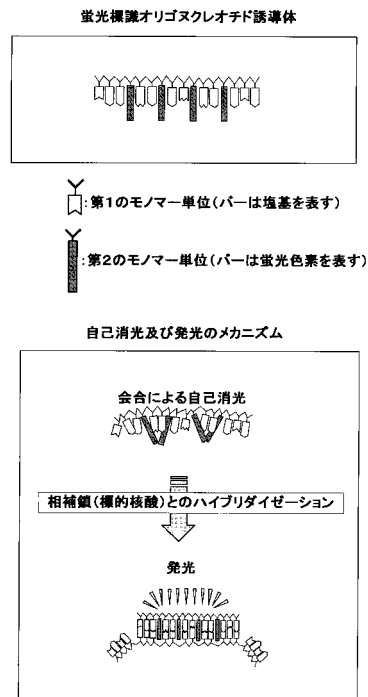 蛍光標識オリゴヌクレオチド誘導体
:第1のモノマー単位(バーは塩基を表す)
:第2のモノマー単位(バーは蛍光色素を表す)
自己消光及び発光のメカニズム
会合による自己消光
相補鎖(標的核酸)とのハイブリダイゼーション
発光